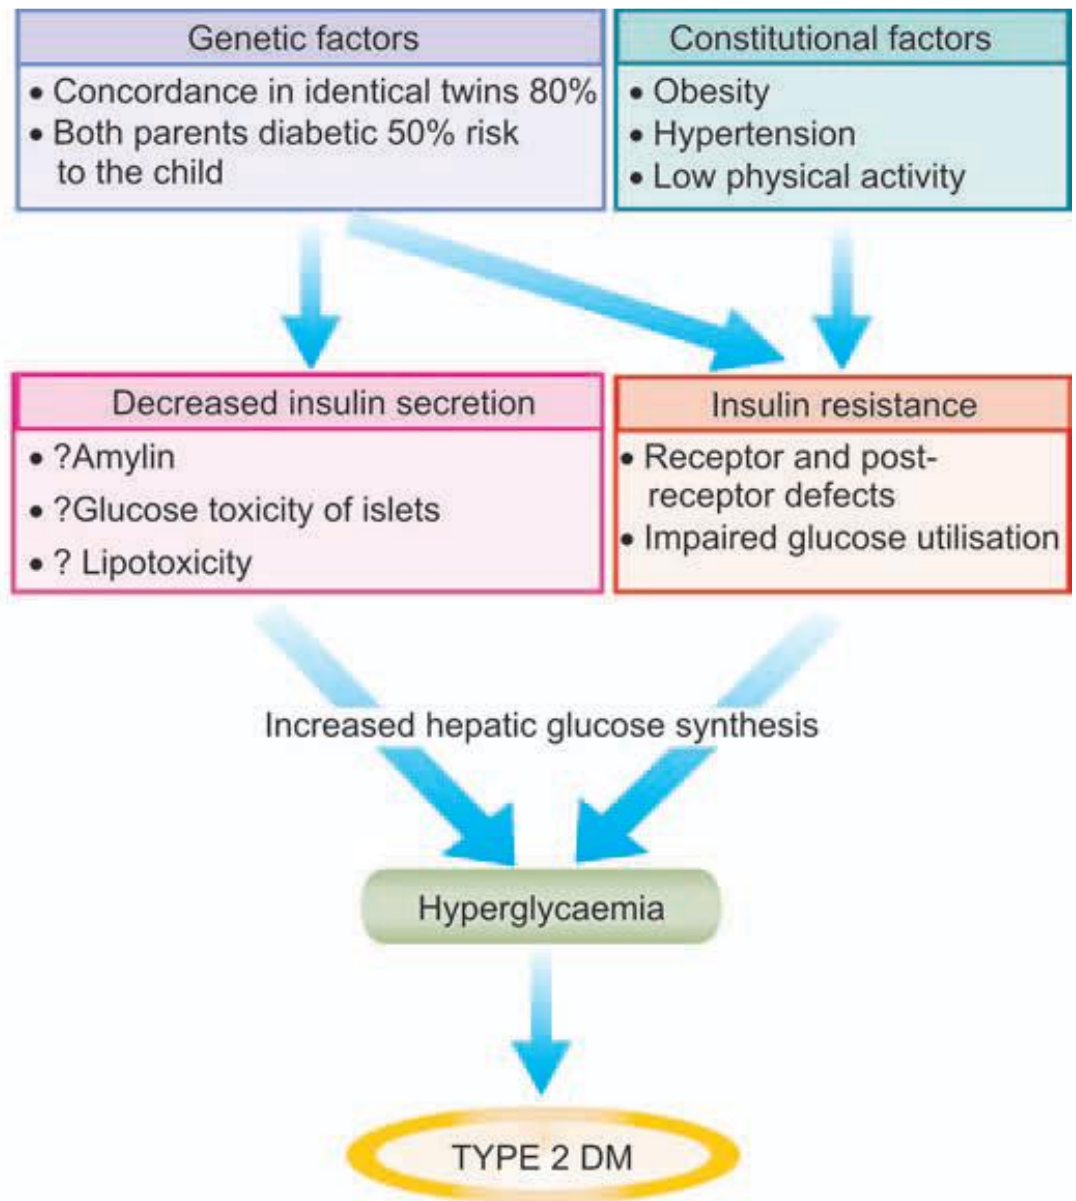 Genetic factors
• Concordance in identical twins 80%
• Both parents diabetic 50% risk
to the child
Constitutional factors
• Obesity
• Hypertension
• Low physical activity
Decreased insulin secretion
• ?Amylin
• ?Glucose toxicity of islets
• ? Lipotoxicity
Insulin resistance
• Receptor and post-
receptor defects
• Impaired glucose utilisation
Increased hepatic glucose synthesis
Hyperglycaemia
TYPE 2 DM